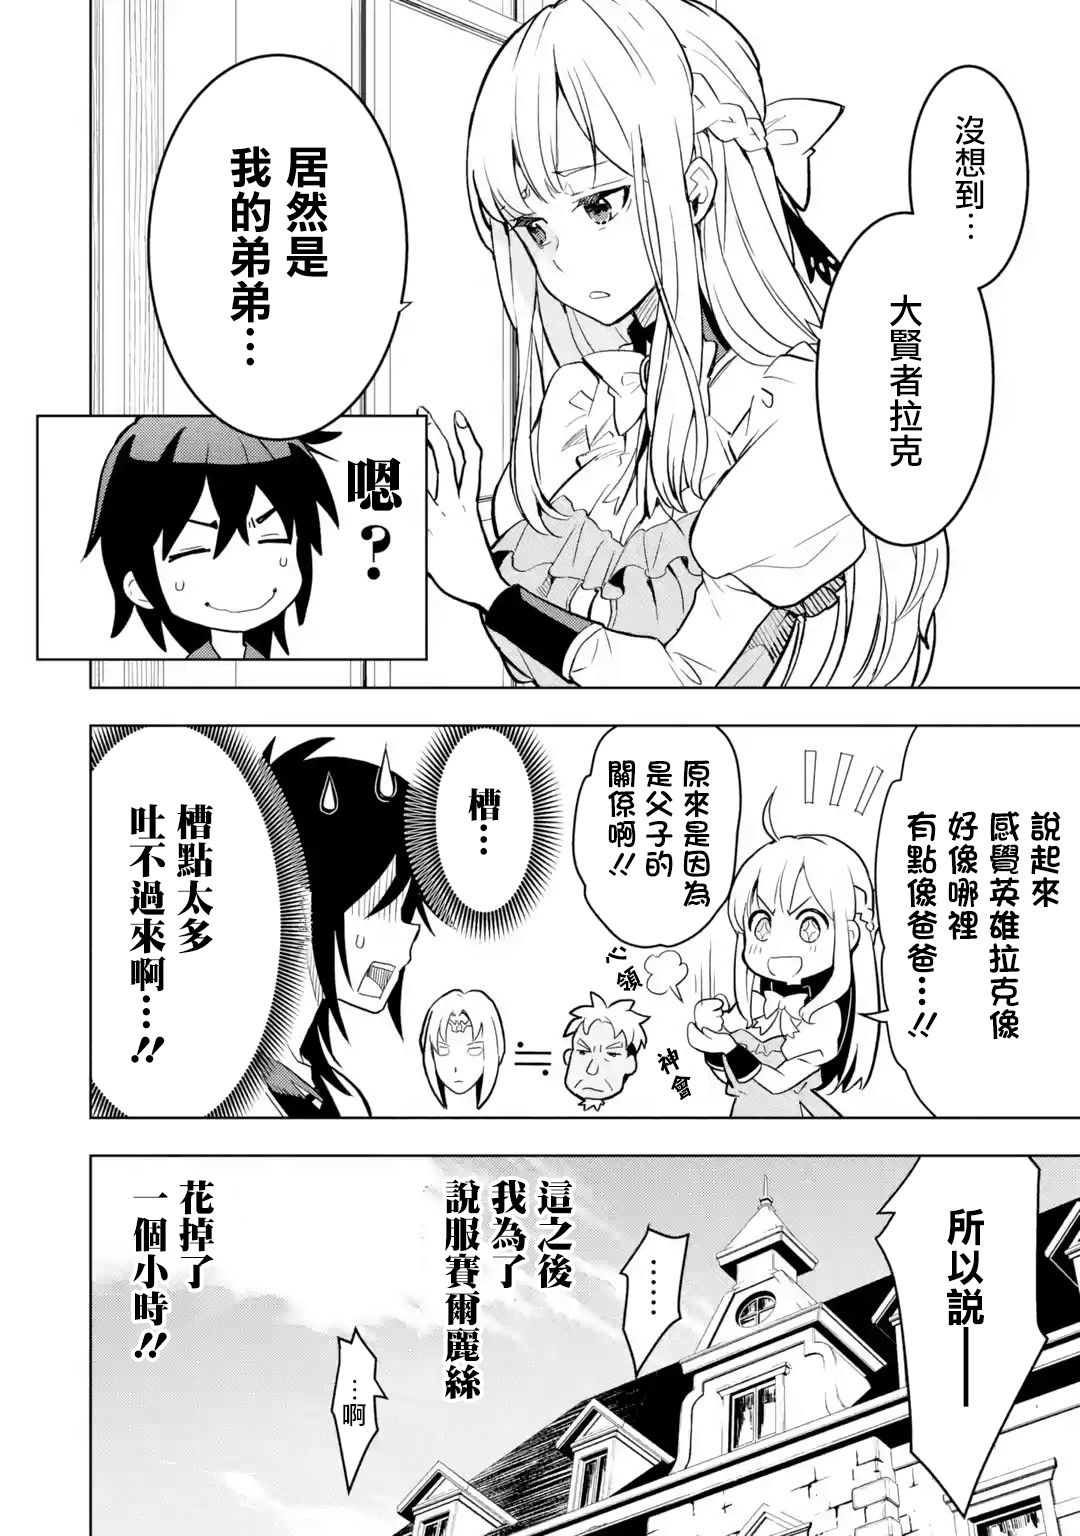 沒想到…
大賢者拉克
居然是
我的弟弟…
嗯？
說起來
感覺英雄拉克像
好像哪裡
有點像爸爸…!!
原來是因為
是父子的
關係啊!!
心領
神會
≒
槽…
槽點太多
吐不過來啊…!!
所以說——
……
這之後
我為了
說服賽爾麗絲
…啊
花掉了
一個小時!!